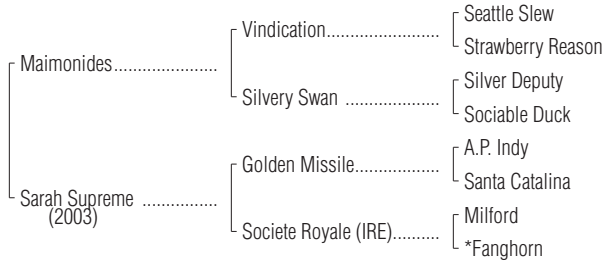 Seattle Slew
Vindication.......................
Strawberry Reason
Maimonides.....................
Silver Deputy
Silvery Swan ...................
Sociable Duck
A.P. Indy
Golden Missile.................
Santa Catalina
Sarah Supreme ...............
(2003)
Milford
Societe Royale (IRE)..........
*Fanghorn